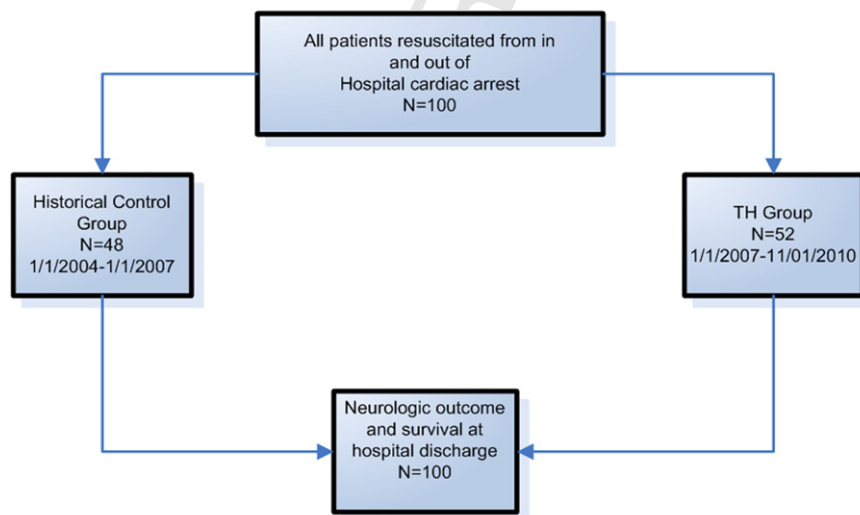 All patients resuscitated from in
and out of
Hospital cardiac arrest
N=100
Historical Control
Group
N=48
1/1/2004-1/1/2007
TH Group
N=52
1/1/2007-11/01/2010
Neurologic outcome
and survival at
hospital discharge
N=100